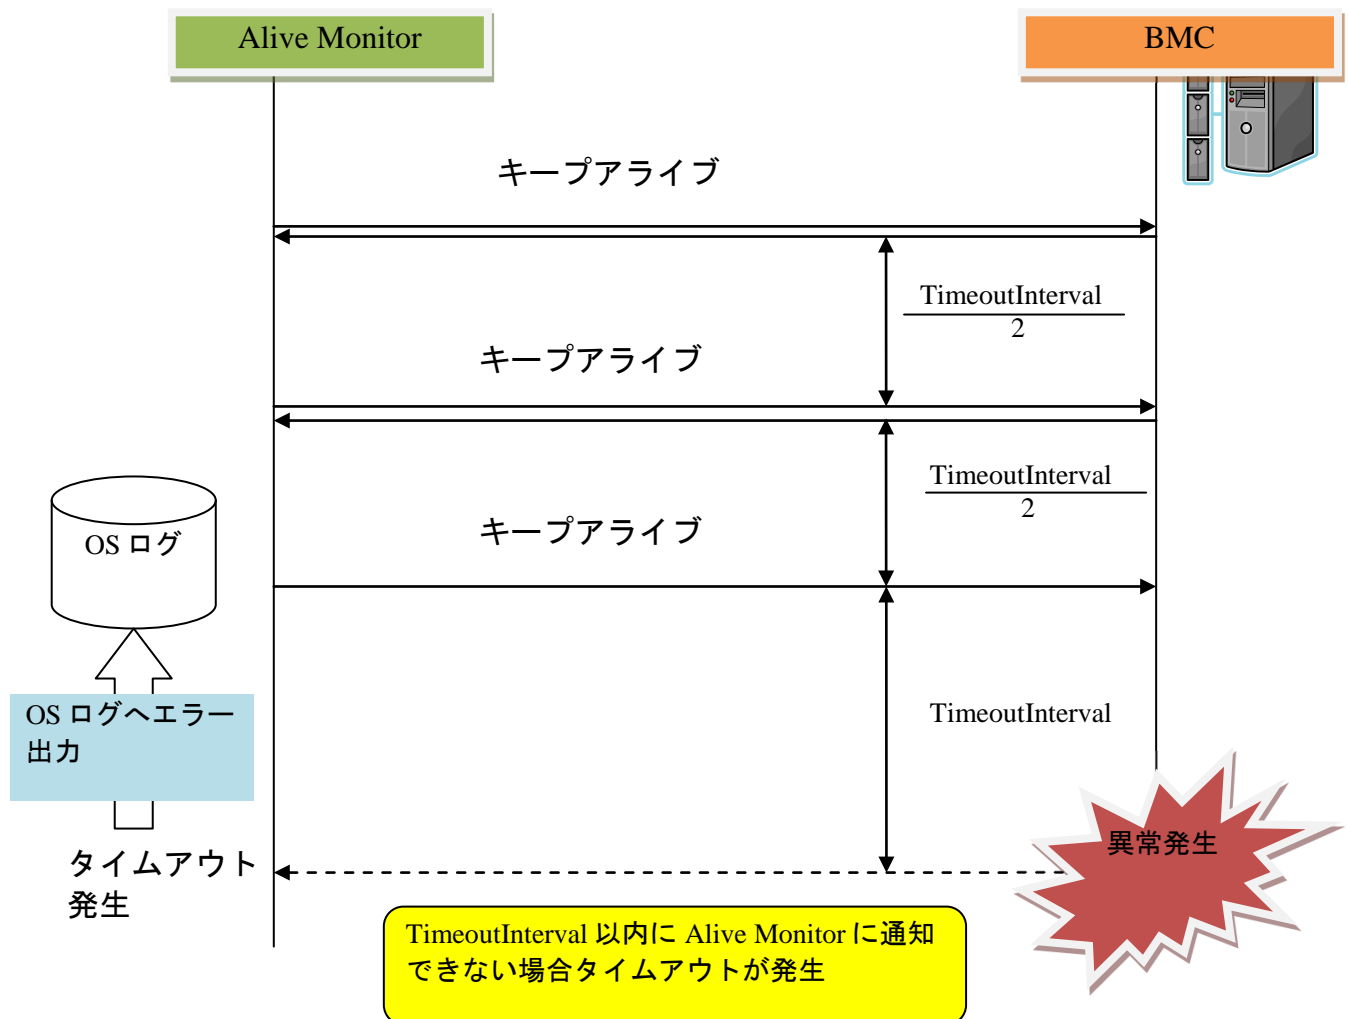 Alive Monitor
BMC
キープアライブ
TimeoutInterval
2
キープアライブ
TimeoutInterval
2
キープアライブ
OS ログ
OS ログへエラー
出力
TimeoutInterval
異常発生
タイムアウト
発生
TimeoutInterval 以内に Alive Monitor に通知
できない場合タイムアウトが発生